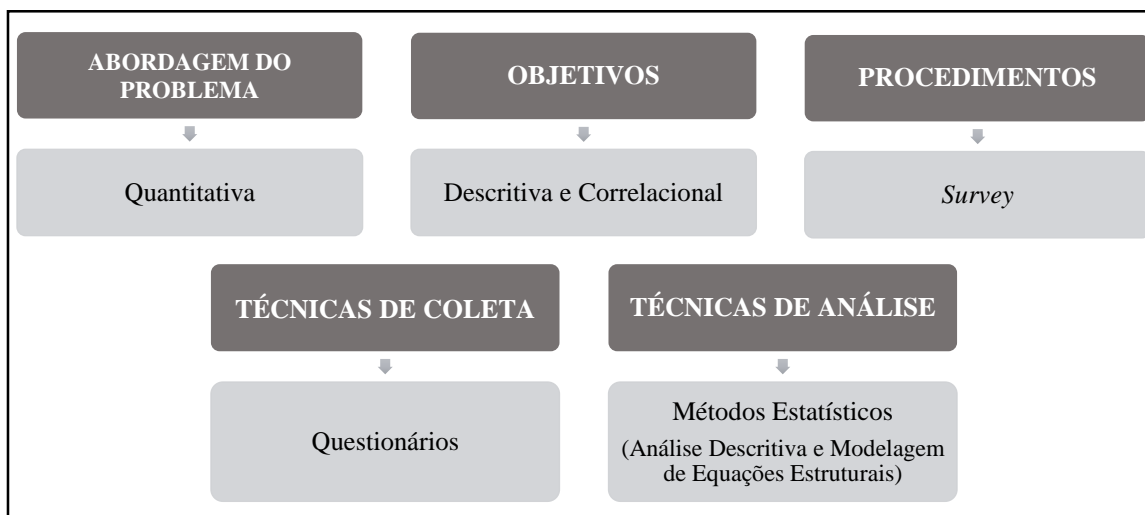 ABORDAGEM DO
PROBLEMA
Quantitativa
OBJETIVOS
Descritiva e Correlacional
PROCEDIMENTOS
Survey
TÉCNICAS DE COLETA
Questionários
TÉCNICAS DE ANÁLISE
Métodos Estatísticos
(Análise Descritiva e Modelagem
de Equações Estruturais)